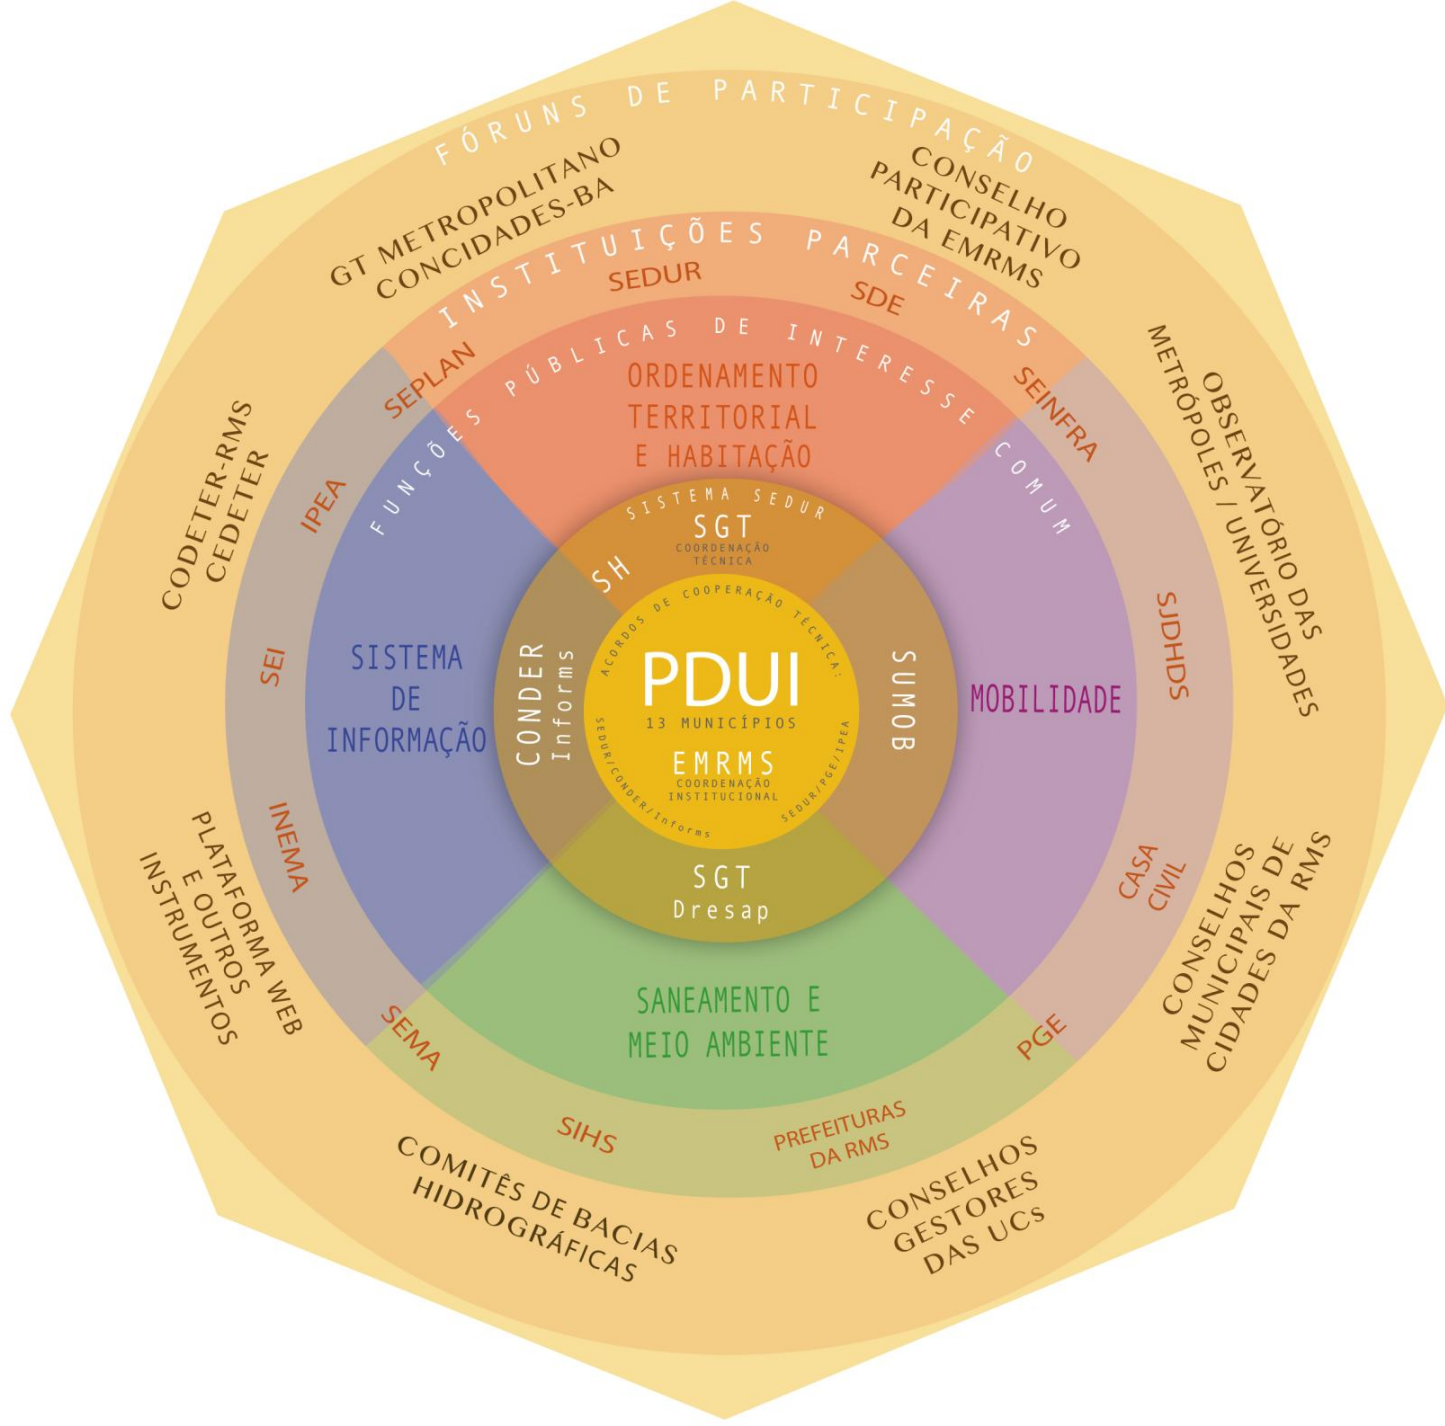 FÓRUNS DE PARTICIPAÇÃO
GT METROPOLITANO
CONCIDADES-BA
CONSELHO
PARTICIPATIVO
DA EMRMS
OBSERVATÓRIO DAS
METRÓPOLES / UNIVERSIDADES
CONSELHOS
MUNICIPAIS DE
CIDADES DA RMS
CONSELHOS
GESTORES
DAS UCs
COMITÊS DE BACIAS
HIDROGRÁFICAS
PLATAFORMA WEB
E OUTROS
INSTRUMENTOS
CODETER-RMS
CEDETER
INSTITUIÇÕES PARCEIRAS
SEPLAN
SEDUR
SDE
SEINFRA
SJDHDS
CASA
CIVIL
PGE
PREFEITURAS
DA RMS
SIHS
SEMA
INEMA
SEI
IPEA
FUNÇÕES PÚBLICAS DE INTERESSE COMUM
ORDENAMENTO
TERRITORIAL
E HABITAÇÃO
MOBILIDADE
SANEAMENTO E
MEIO AMBIENTE
SISTEMA
DE
INFORMAÇÃO
SISTEMA SEDUR
SGT
COORDENAÇÃO
TÉCNICA
SH
SUMOB
SGT
Dresap
CONDER
Informs
ACORDOS DE COOPERAÇÃO TÉCNICA:
PDUI
13 MUNICÍPIOS
EMRMS
COORDENAÇÃO
INSTITUCIONAL
SEDUR/CONDER/Informs
SEDUR/PGE/IPEA